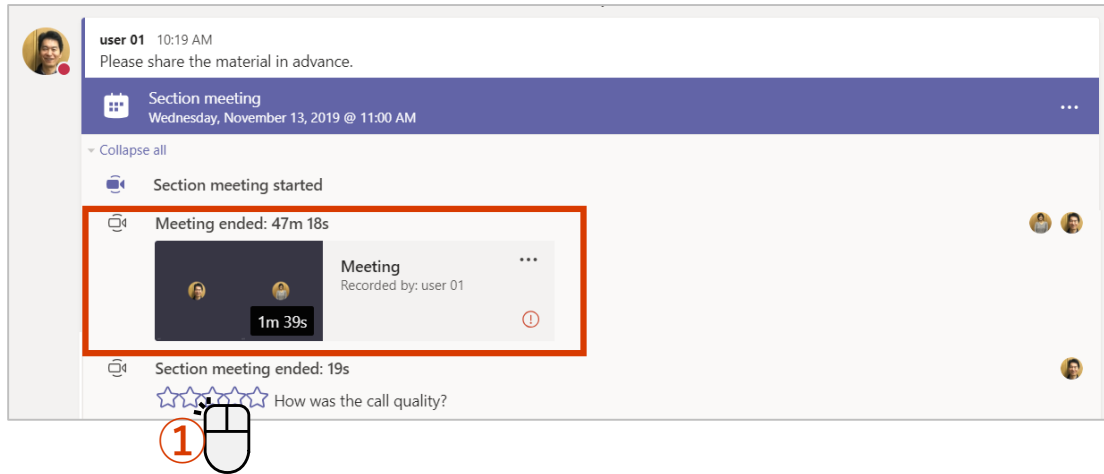 user 01 10:19 AM
Please share the material in advance.
Section meeting
Wednesday, November 13, 2019 @ 11:00 AM
Collapse all
Section meeting started
Meeting ended: 47m 18s
Meeting
Recorded by: user 01
1m 39s
Section meeting ended: 19s
How was the call quality?
①